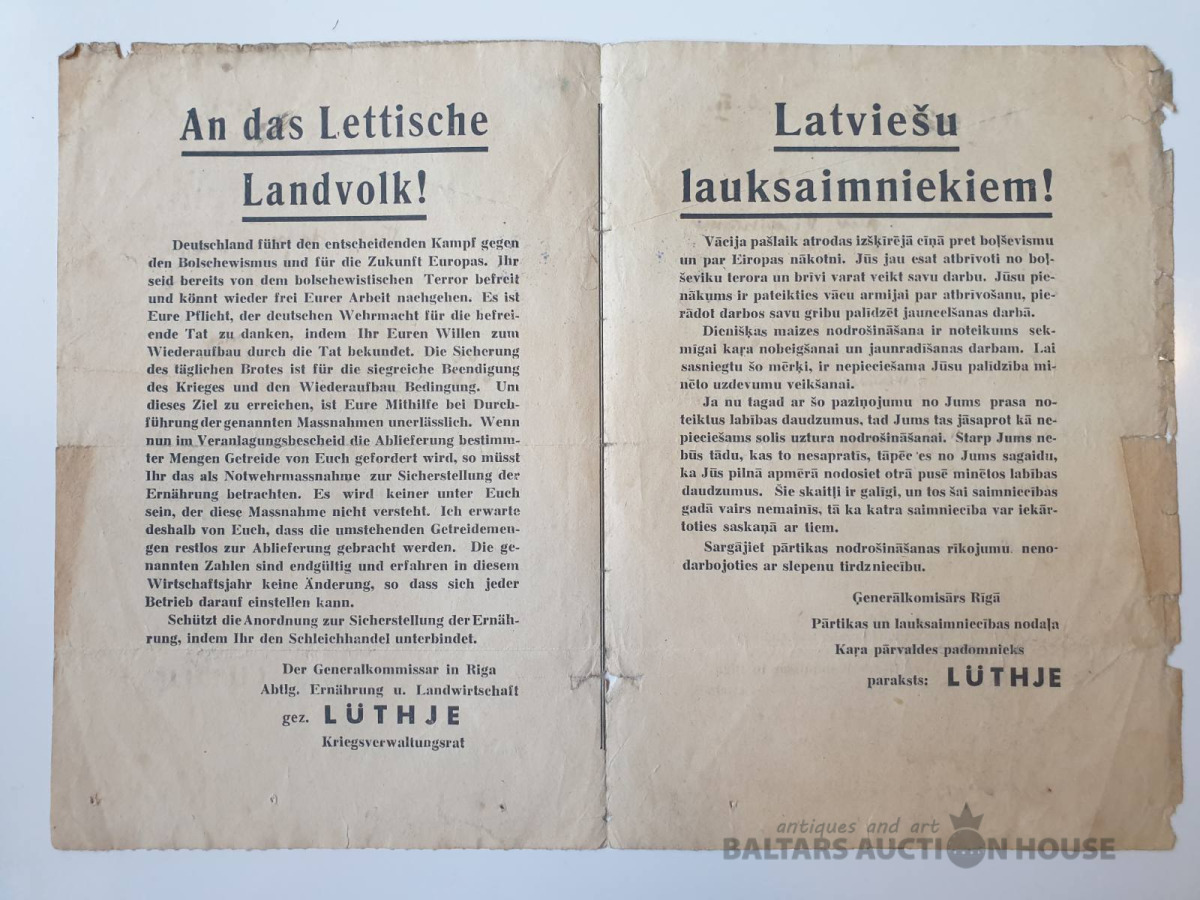 An das Lettische
Landvolk!
Deutschland führt den entscheidenden Kampf gegen
den Bolschewismus und für die Zukunft Europas. Ihr
seid bereits von dem bolschewistischen Terror befreit
und könnt wieder frei Eurer Arbeit nachgehen. Es ist
Eure Pflicht, der deutschen Wehrmacht für die befrei-
ende Tat zu danken, indem Ihr Euren Willen zum
Wiederaufbau durch die Tat bekundet. Die Sicherung
des täglichen Brotes ist für die siegreiche Beendigung
des Krieges und den Wiederaufbau Bedingung. Um
dieses Ziel zu erreichen, ist Eure Mithilfe bei Durch-
führung der genannten Massnahmen unerlässlich. Wenn
nun im Veranlagungsbescheid die Ablieferung bestimm-
ter Mengen Getreide von Euch gefordert wird, so müsst
Ihr das als Notwehrmassnahme zur Sicherstellung der
Ernährung betrachten. Es wird keiner unter Euch
sein, der diese Massnahme nicht versteht. Ich erwarte
deshalb von Euch, dass die umstehenden Getreidemen-
gen restlos zur Ablieferung gebracht werden. Die ge-
nannten Zahlen sind endgültig und erfahren in diesem
Wirtschaftsjahr keine Änderung, so dass sich jeder
Betrieb darauf einstellen kann.
Schützt die Anordnung zur Sicherstellung der Ernäh-
rung, indem Ihr den Schleichhandel unterbindet.
Der Generalkommissar in Riga
Abtlg. Ernährung u. Landwirtschaft
gez. LÜTHJE
Kriegsverwaltungsrat
Latviešu
lauksaimniekiem!
Vācija pašlaik atrodas izšķīrējā cīņā pret boļševismu
un par Eiropas nākotni. Jūs jau esat atbrīvoti no boļ-
ševiku terora un brīvi varat veikt savu darbu. Jūsu pie-
nākums ir pateikties vācu armijai par atbrīvošanu, pie-
rādot darbos savu gribu palīdzēt jauncelšanas darbā.
Dienišķas maizes nodrošināšana ir noteikums sek-
mīgai kaŗa nobeigšanai un jaunradīšanas darbam. Lai
sasniegtu šo mērķi, ir nepieciešama Jūsu palīdzība mi-
nēto uzdevumu veikšanai.
Ja nu tagad ar šo paziņojumu no Jums prasa no-
teiktus labības daudzumus, tad Jums tas jāsaprot kā ne-
pieciešams solis uztura nodrošināšanai. Starp Jums ne-
būs tādu, kas to nesapratīs, tāpēc es no Jums sagaidu,
ka Jūs pilnā apmērā nodosiet otrā pusē minētos labības
daudzumus. Šie skaitļi ir galīgi, un tos šai saimniecības
gadā vairs nemainīs, tā ka katra saimniecība var iekār-
toties saskaņā ar tiem.
Sargājiet pārtikas nodrošināšanas rīkojumu neno-
darbojoties ar slepenu tirdzniecību.
Ģenerālkomisārs Rīgā
Pārtikas un lauksaimniecības nodaļa
Kaŗa pārvaldes padomnieks
paraksts: LÜTHJE
antiques and art
BALTARS AUCTION HOUSE